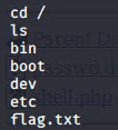 cd /
ls
bin
boot
dev
etc
flag.txt